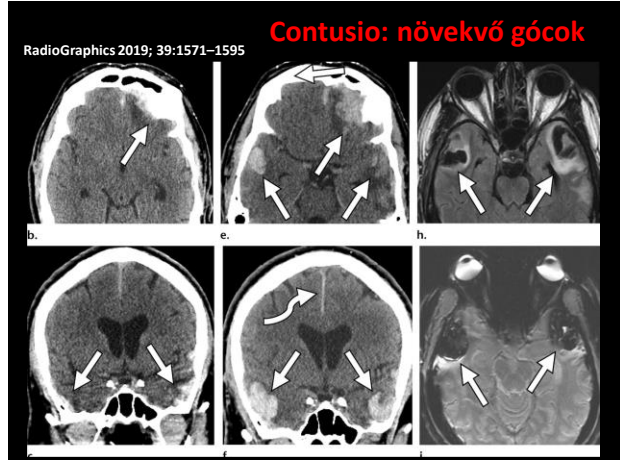 Contusio: növekvő gócok
RadioGraphics 2019; 39:1571–1595
b.
e.
h.
c.
f.
i.